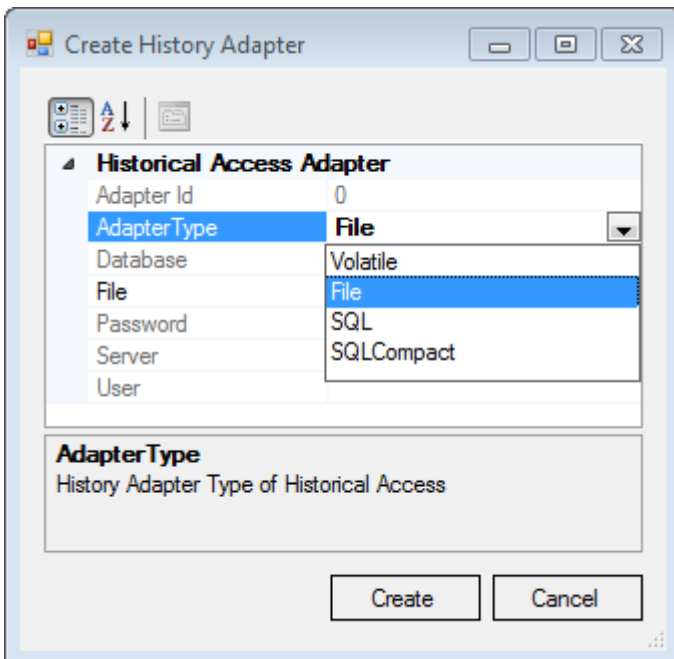 Create History Adapter
Historical Access Adapter
Adapter Id 0
AdapterType File
Database Volatile
File File
Password SQL
Server SQLCompact
User
AdapterType
History Adapter Type of Historical Access
Create Cancel